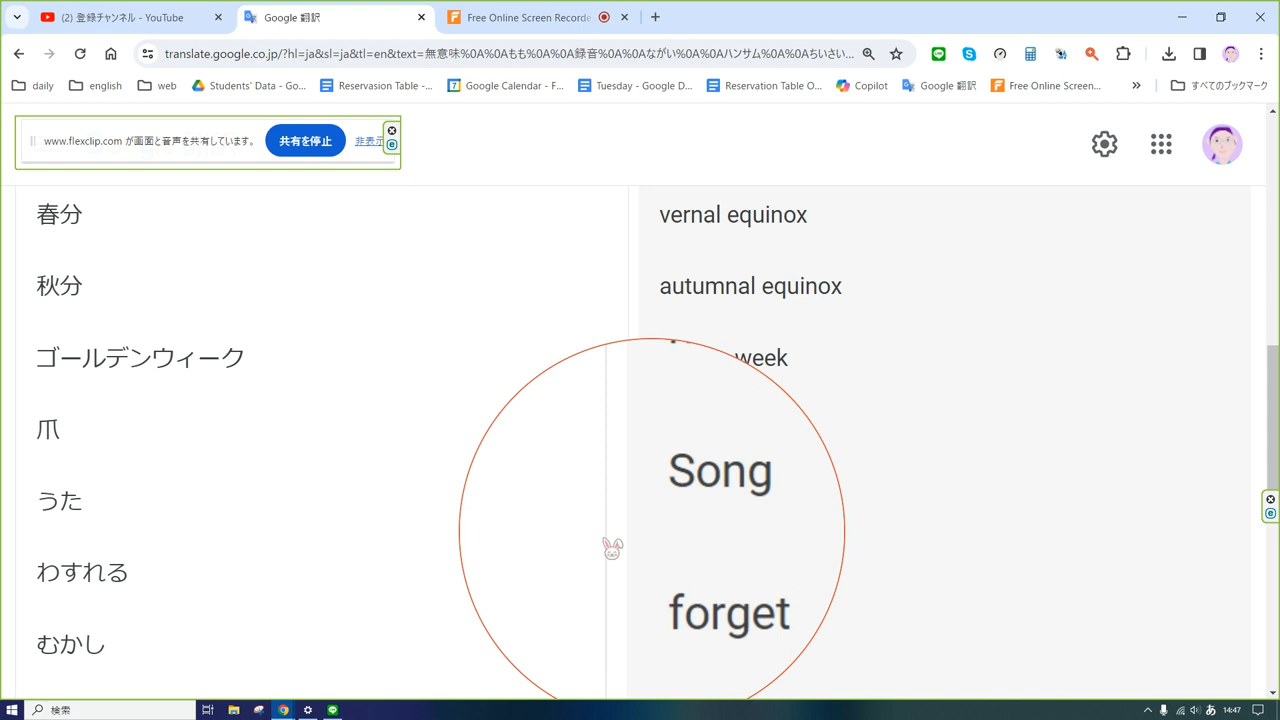 (2) 登録チャンネル - YouTube
Google 翻訳
Free Online Screen Recorde
translate.google.co.jp/?hl=ja&sl=ja&tl=en&text=無意味%0A%0Aもも%0A%0A録音%0A%0Aながい%0A%0Aハンサム%0A%0Aちいさい...
daily
english
web
Students' Data - Go...
Reservasion Table -...
Google Calendar - F...
Tuesday - Google D...
Reservation Table O...
Copilot
Google 翻訳
Free Online Screen...
すべてのブックマーク
www.flexclip.com が画面と音声を共有しています。
共有を停止
非表示
春分
vernal equinox
秋分
autumnal equinox
ゴールデンウィーク
week
爪
Song
うた
わすれる
forget
むかし
検索
あ
14:47